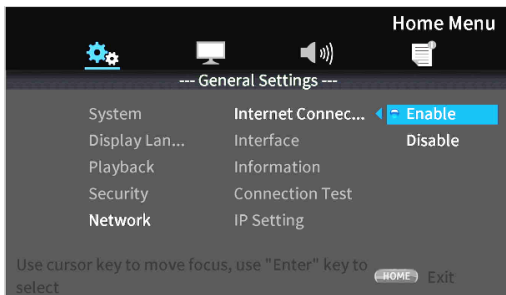 Home Menu
--- General Settings ---
System Internet Connec... Enable
Display Lan... Interface Disable
Playback Information
Security Connection Test
Network IP Setting
Use cursor key to move focus, use "Enter" key to
select HOME Exit